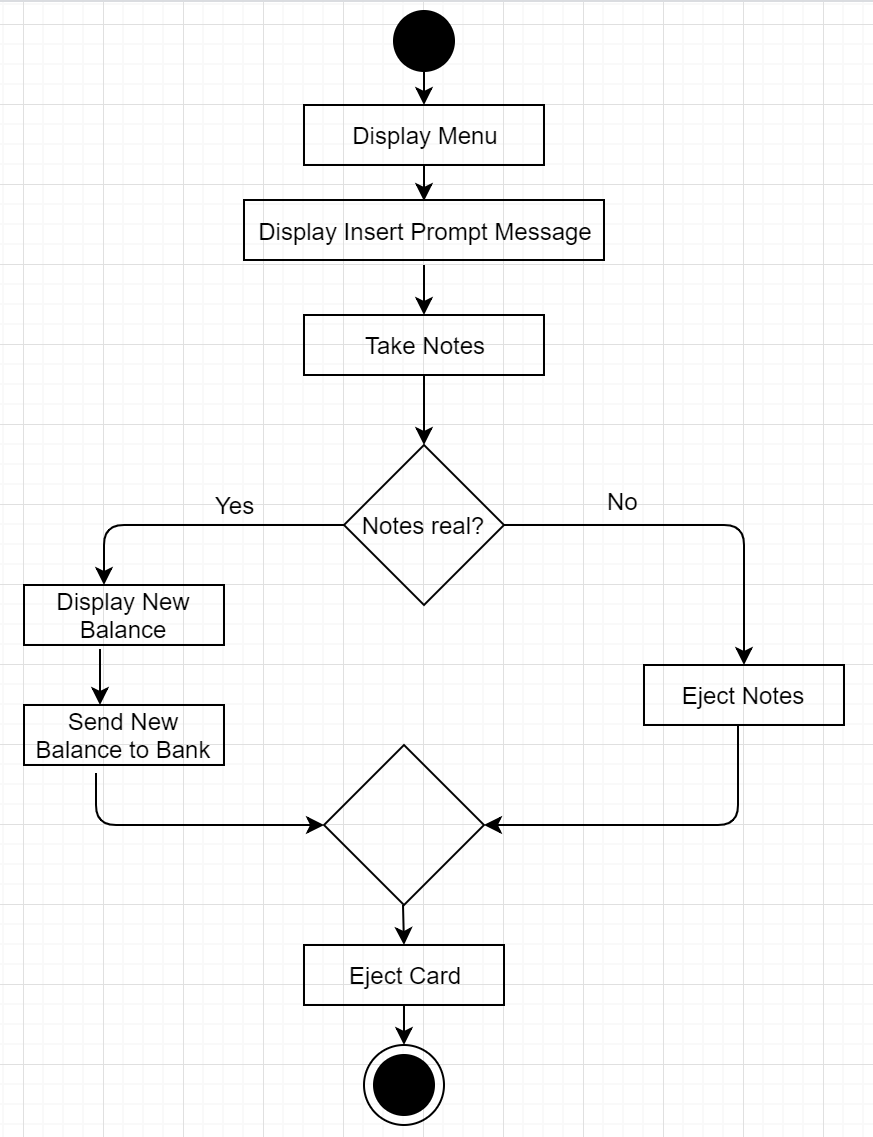 Display Menu
Display Insert Prompt Message
Take Notes
Notes real?
Yes
No
Display New
Balance
Send New
Balance to Bank
Eject Notes
Eject Card